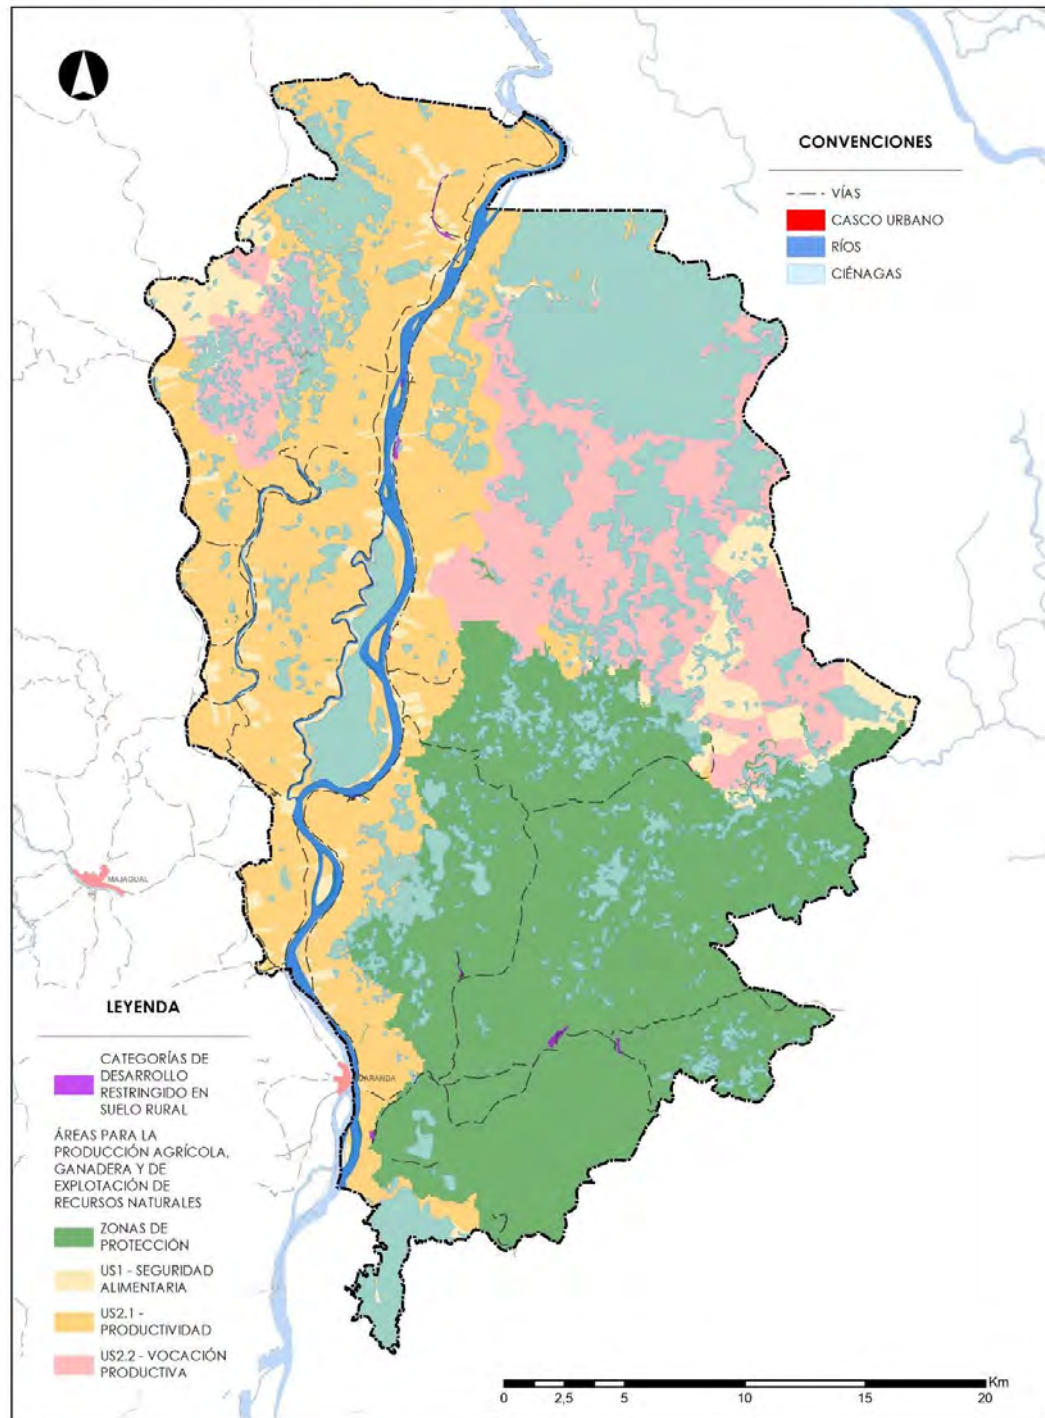 CONVENCIONES
VÍAS
CASCO URBANO
RÍOS
CIÉNAGAS
MAJAGUAL
GARANDA
LEYENDA
CATEGORÍAS DE
DESARROLLO
RESTRINGIDO EN
SUELO RURAL
ÁREAS PARA LA
PRODUCCIÓN AGRÍCOLA,
GANADERA Y DE
EXPLOTACIÓN DE
RECURSOS NATURALES
ZONAS DE
PROTECCIÓN
US1 - SEGURIDAD
ALIMENTARIA
US2.1 -
PRODUCTIVIDAD
US2.2 - VOCACIÓN
PRODUCTIVA
Km
0 2,5 5 10 15 20